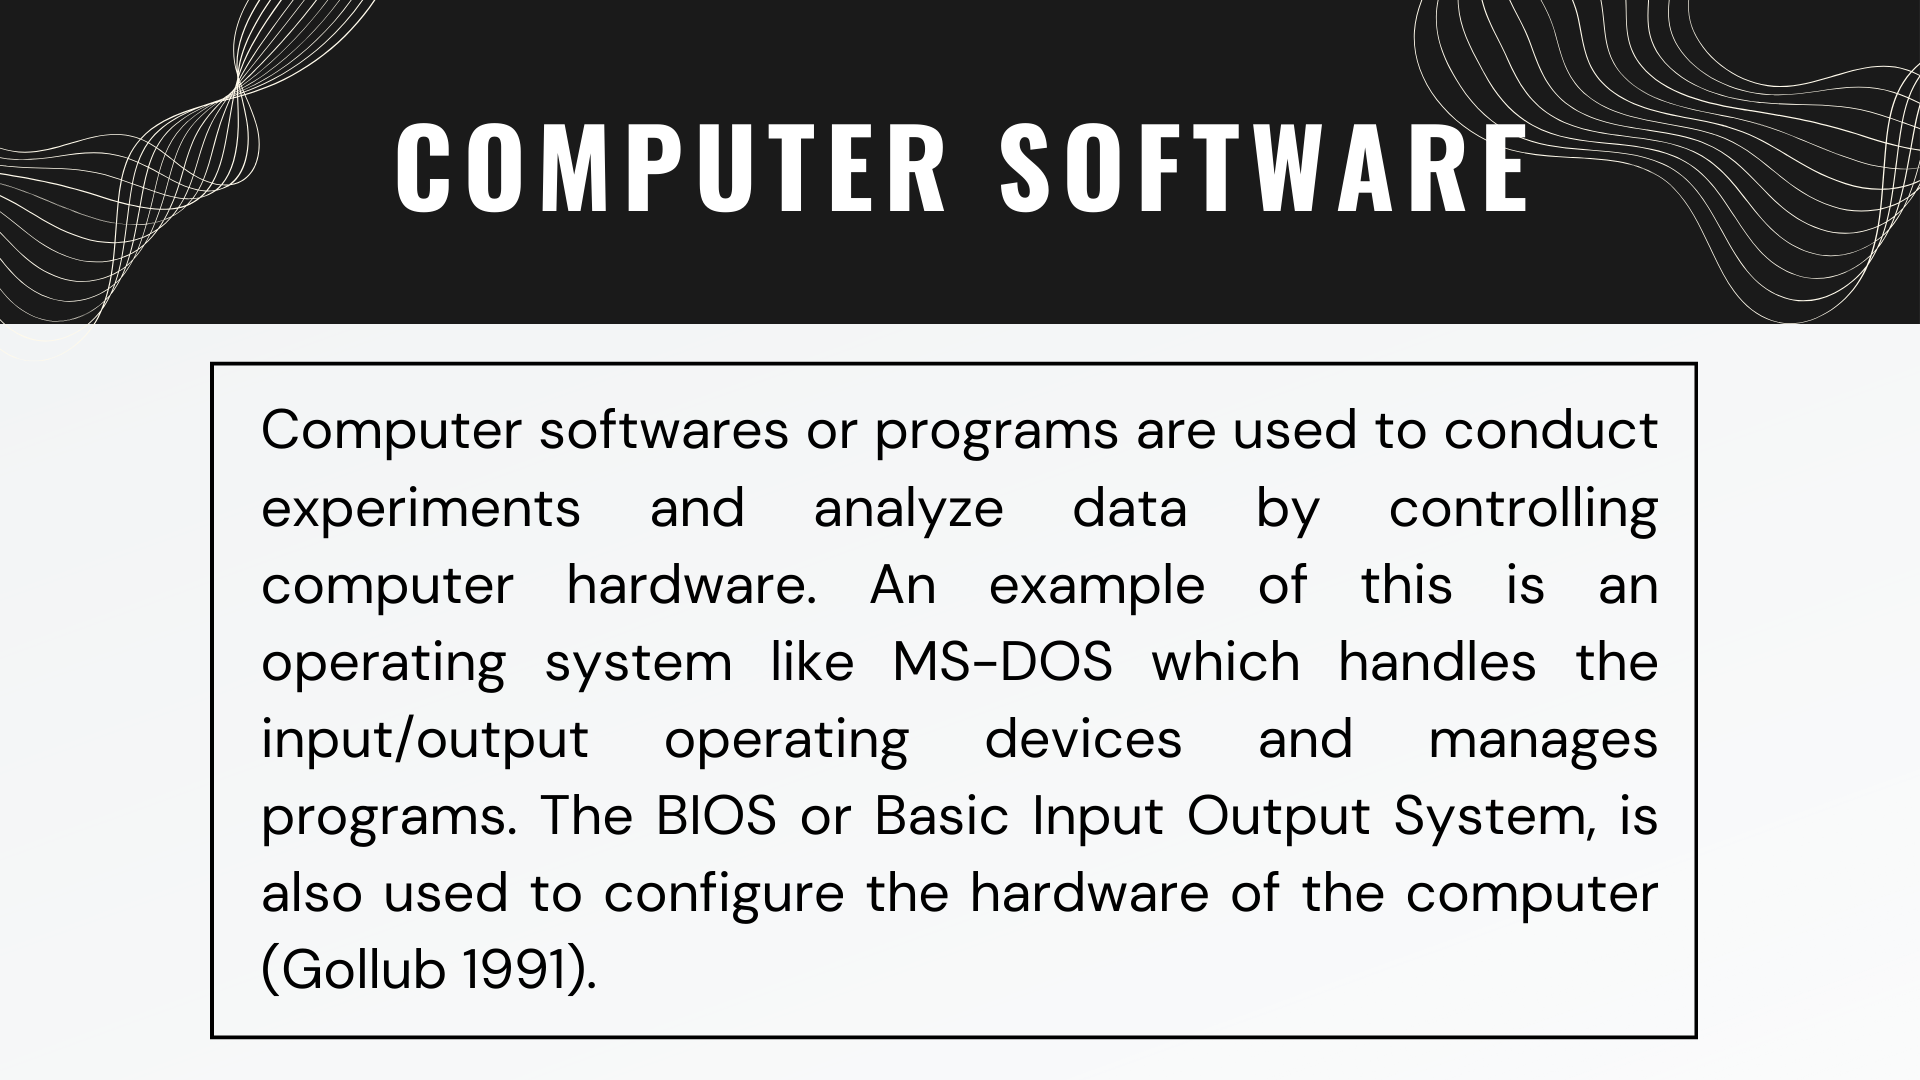 COMPUTER SOFTWARE
Computer softwares or programs are used to conduct
experiments and analyze data by controlling
computer hardware. An example of this is an
operating system like MS-DOS which handles the
input/output operating devices and manages
programs. The BIOS or Basic Input Output System, is
also used to configure the hardware of the computer
(Gollub 1991).